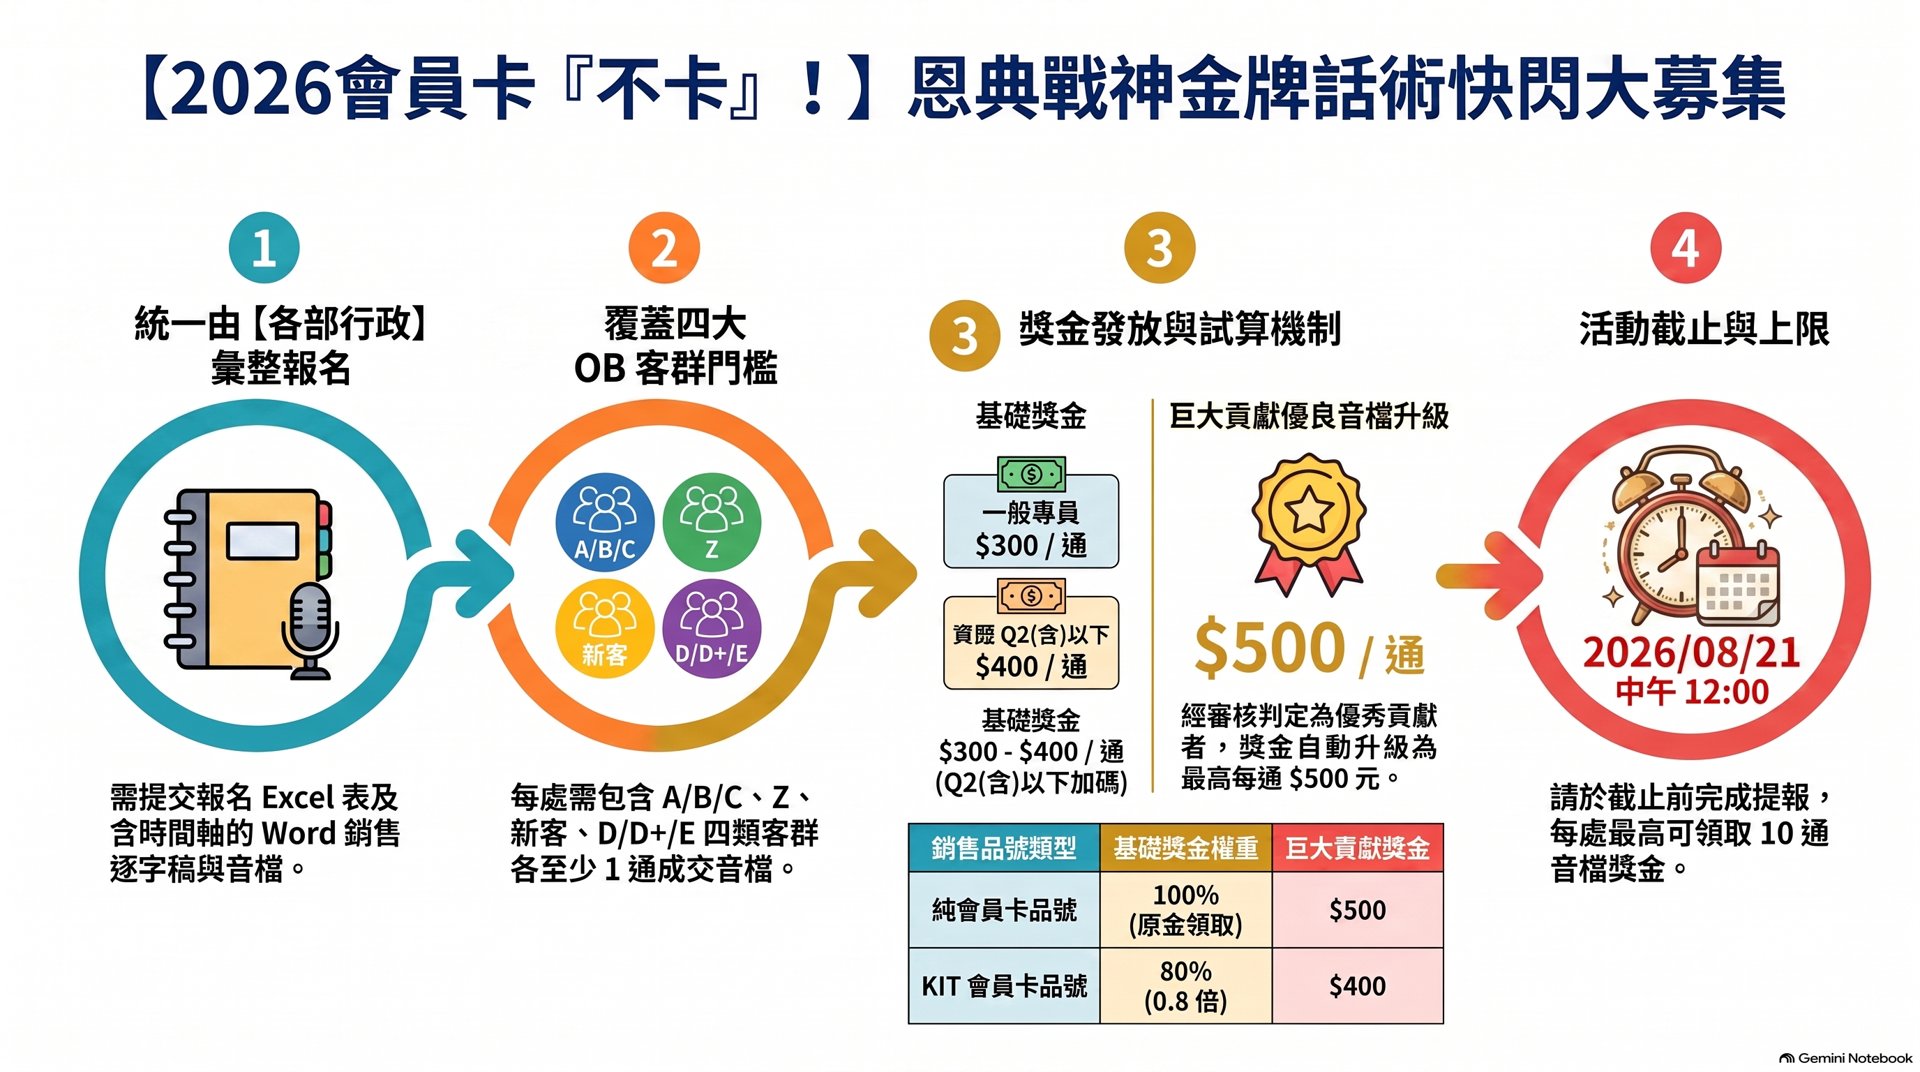 【2026會員卡『不卡』！】恩典戰神金牌話術快閃大募集
1
統一由【各部行政】
彙整報名
需提交報名 Excel 表及
含時間軸的 Word 銷售
逐字稿與音檔。
2
覆蓋四大
OB 客群門檻
A/B/C
Z
新客
D/D+/E
每處需包含 A/B/C、Z、
新客、D/D+/E 四類客群
各至少 1 通成交音檔。
3
3
獎金發放與試算機制
基礎獎金
一般專員
$300 / 通
資 Q2(含)以下
$400 / 通
基礎獎金
$300 - $400 / 通
(Q2(含)以下加碼)
巨大貢獻優良音檔升級
$500 / 通
經審核判定為優秀貢獻
者，獎金自動升級為
最高每通 $500 元。
銷售品號類型
基礎獎金權重
巨大貢獻獎金
純會員卡品號
100%
(原金領取)
$500
KIT 會員卡品號
80%
(0.8 倍)
$400
4
活動截止與上限
2026/08/21
中午 12:00
請於截止前完成提報，
每處最高可領取 10 通
音檔獎金。
Gemini Notebook